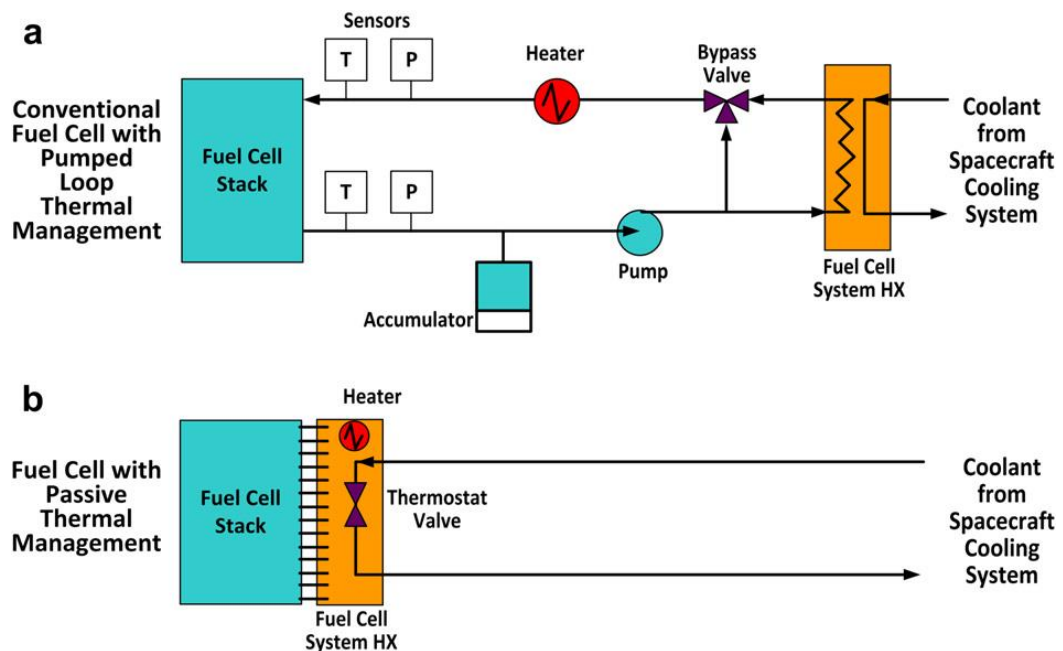 a
Sensors
T
P
Heater
Bypass
Valve
Conventional
Fuel Cell with
Pumped
Loop
Thermal
Management
Fuel Cell
Stack
Coolant
from
Spacecraft
Cooling
System
T
P
Pump
Fuel Cell
System HX
Accumulator
b
Heater
Fuel Cell with
Passive
Thermal
Management
Fuel Cell
Stack
Thermostat
Valve
Coolant
from
Spacecraft
Cooling
System
Fuel Cell
System HX